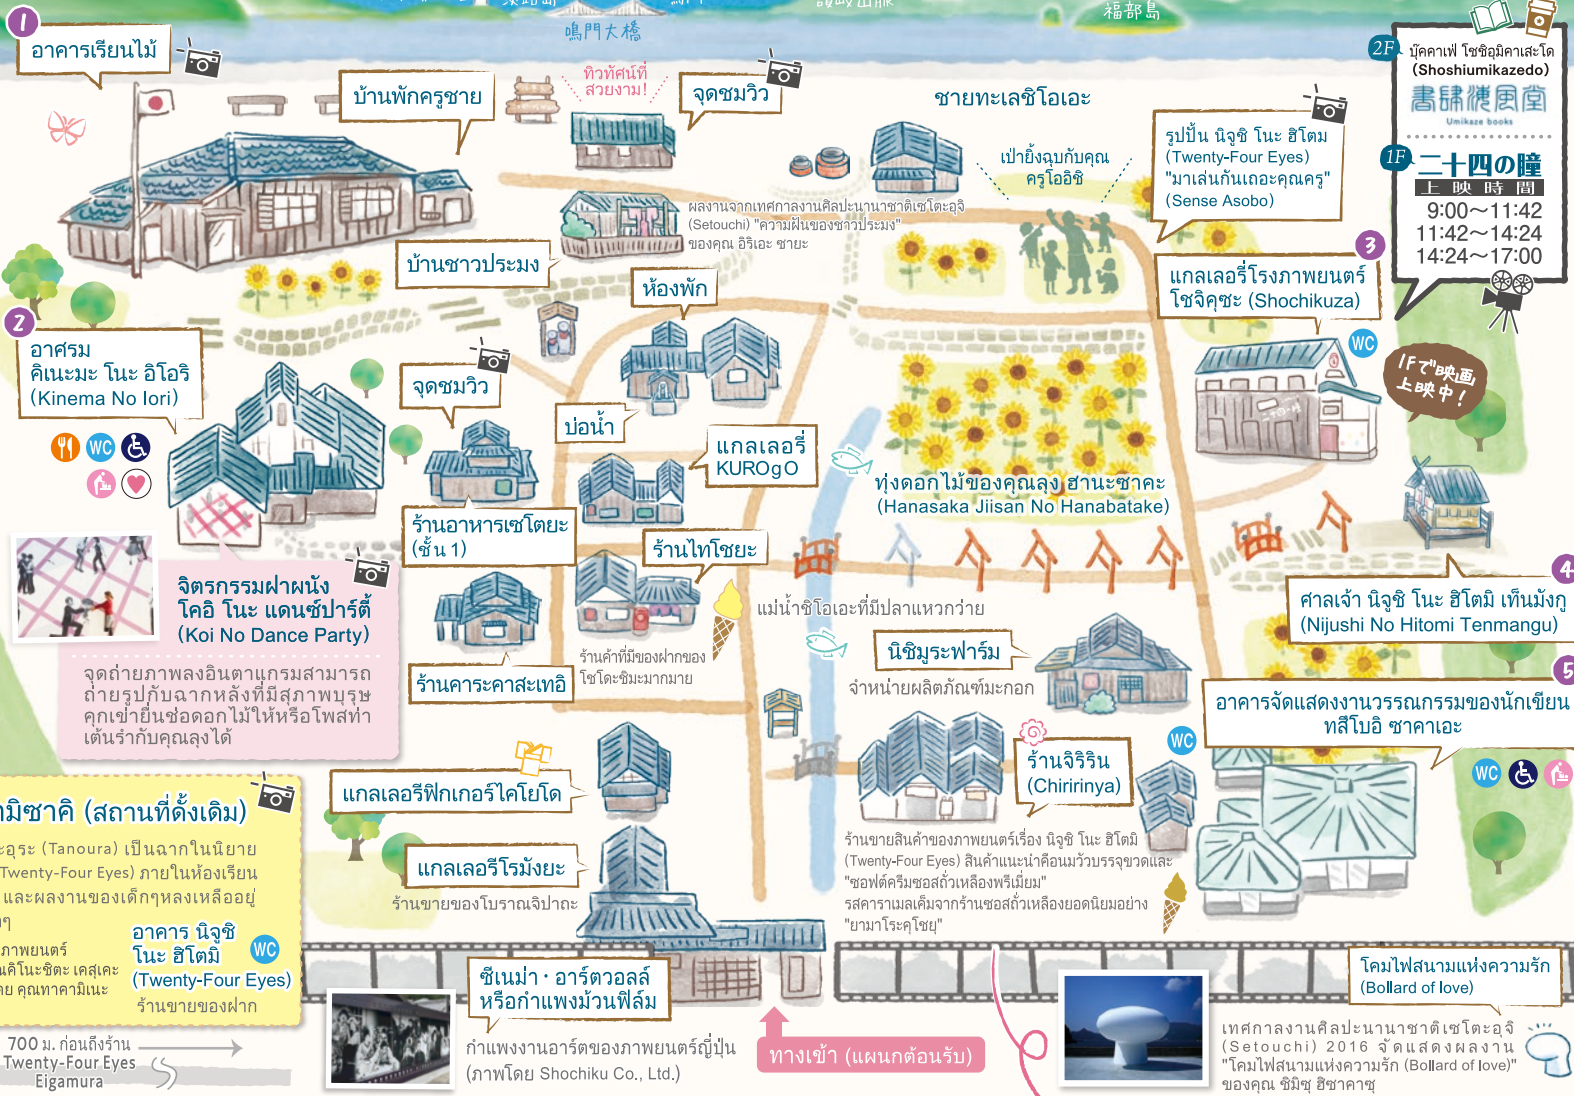 鳴門大橋
福部島
1
อาคารเรียนไม้
บ้านพักครูชาย
ทิวทัศน์ที่
สวยงาม!
จุดชมวิว
ชายทะเลชิโอเอะ
เป่ายิ้งฉุบกับคุณ
ครูโออิชิ
รูปปั้น นิจูชิ โนะ ฮิโตม
(Twenty-Four Eyes)
"มาเล่นกันเถอะคุณครู"
(Sense Asobo)
2F
บุ๊คคาเฟ่ โชชิอุมิคาเสะโด
(Shoshiumikazedo)
書肆海風堂
Umikaze books
1F
二十四の瞳
上映時間
9:00〜11:42
11:42〜14:24
14:24〜17:00
ผลงานจากเทศกาลงานศิลปะนานาชาติเซโตะอุจิ
(Setouchi) "ความฝันของชาวประมง"
ของคุณ อิริเอะ ซายะ
บ้านชาวประมง
ห้องพัก
3
แกลเลอรี่โรงภาพยนตร์
โชจิคุซะ (Shochikuza)
WC
1Fで映画
上映中!
2
อาศรม
คิเนะมะ โนะ อิโอริ
(Kinema No Iori)
WC
จุดชมวิว
บ่อน้ำ
แกลเลอรี่
KUROgO
ทุ่งดอกไม้ของคุณลุง ฮานะซาคะ
(Hanasaka Jiisan No Hanabatake)
ร้านอาหารเซโตยะ
(ชั้น 1)
ร้านไทโชยะ
จิตรกรรมฝาผนัง
โคอิ โนะ แดนซ์ปาร์ตี้
(Koi No Dance Party)
จุดถ่ายภาพลงอินตาแกรมสามารถ
ถ่ายรูปกับฉากหลังที่มีสุภาพบุรุษ
คุกเข่ายื่นช่อดอกไม้ให้หรือโพสท่า
เต้นรำกับคุณลุงได้
ร้านคาระคาสะเทอิ
ร้านค้าที่มีของฝากของ
โชโดะชิมะมากมาย
แม่น้ำชิโอเอะที่มีปลาแหวกว่าย
นิชิมูระฟาร์ม
จำหน่ายผลิตภัณฑ์มะกอก
4
ศาลเจ้า นิจูชิ โนะ ฮิโตมิ เท็นมังกู
(Nijushi No Hitomi Tenmangu)
5
อาคารจัดแสดงงานวรรณกรรมของนักเขียน
ทสึโบอิ ซาคาเอะ
WC
WC
ร้านจิริริน
(Chiririnya)
ร้านขายสินค้าของภาพยนตร์เรื่อง นิจูชิ โนะ ฮิโตมิ
(Twenty-Four Eyes) สินค้าแนะนำคือนมวัวบรรจุขวดและ
"ซอฟต์ครีมซอสถั่วเหลืองพรีเมี่ยม"
รสคาราเมลเค็มจากร้านซอสถั่วเหลืองยอดนิยมอย่าง
"ยามาโระคุโชยุ"
แกลเลอรีฟิกเกอร์ไคโยโด
แกลเลอรีโรมังยะ
ร้านขายของโบราณจิปาถะ
มิซาคิ (สถานที่ดั้งเดิม)
ะอุระ (Tanoura) เป็นฉากในนิยาย
Twenty-Four Eyes) ภายในห้องเรียน
และผลงานของเด็กๆหลงเหลืออยู่
ภาพยนตร์
นคิโนะชิตะ เคสุเคะ
ดย คุณทาคามิเนะ
อาคาร นิจูชิ
โนะ ฮิโตมิ
(Twenty-Four Eyes)
WC
ร้านขายของฝาก
700 ม. ก่อนถึงร้าน
Twenty-Four Eyes
Eigamura
ซีเนม่า・อาร์ตวอลล์
หรือกำแพงม้วนฟิล์ม
กำแพงงานอาร์ตของภาพยนตร์ญี่ปุ่น
(ภาพโดย Shochiku Co., Ltd.)
ทางเข้า (แผนกต้อนรับ)
โคมไฟสนามแห่งความรัก
(Bollard of love)
เทศกาลงานศิลปะนานาชาติเซโตะอุจิ
(Setouchi) 2016 จัดแสดงผลงาน
"โคมไฟสนามแห่งความรัก (Bollard of love)"
ของคุณ ชิมิซุ ฮิซาคาซุ